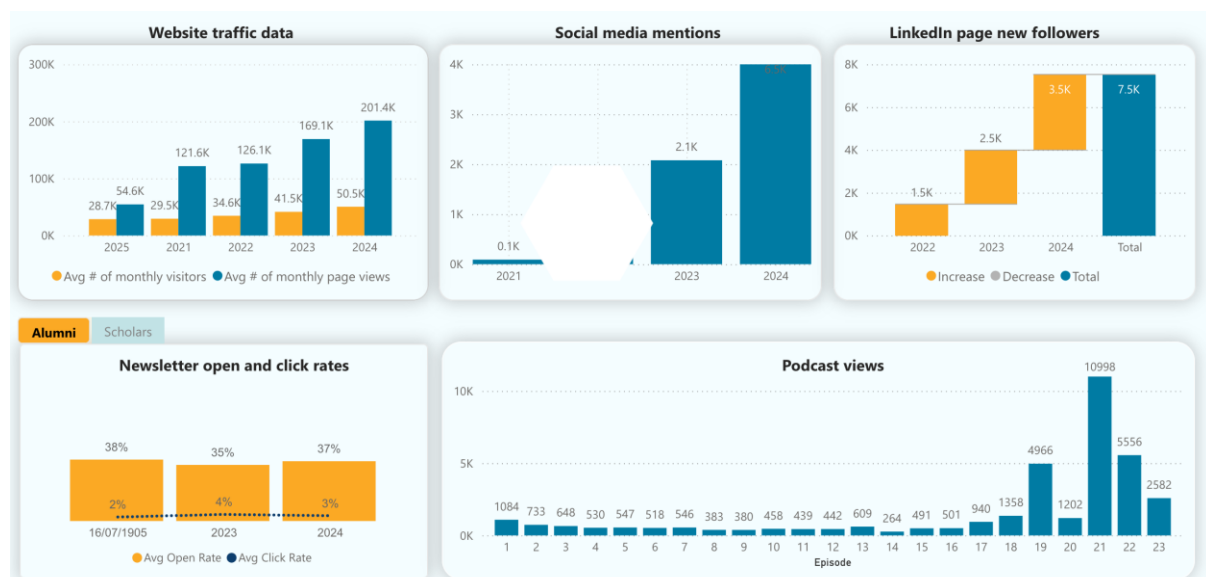 Website traffic data
300K
200K
100K
0K
28.7K 54.6K 29.5K 121.6K 34.6K 126.1K 41.5K 169.1K 50.5K 201.4K
2025 2021 2022 2023 2024
Avg # of monthly visitors Avg # of monthly page views
Social media mentions
4K
3K
2K
1K
0K
0.1K 2.1K
2021 2023 2024
LinkedIn page new followers
8K
6K
4K
2K
0K
1.5K 2.5K 3.5K 7.5K
2022 2023 2024 Total
Increase Decrease Total
Alumni Scholars
Newsletter open and click rates
38% 35% 37%
2% 4% 3%
16/07/1905 2023 2024
Avg Open Rate Avg Click Rate
Podcast views
10K
5K
0K
1084 733 648 530 547 518 546 383 380 458 439 442 609 264 491 501 940 1358 4966 1202 10998 5556 2582
1 2 3 4 5 6 7 8 9 10 11 12 13 14 15 16 17 18 19 20 21 22 23
Episode